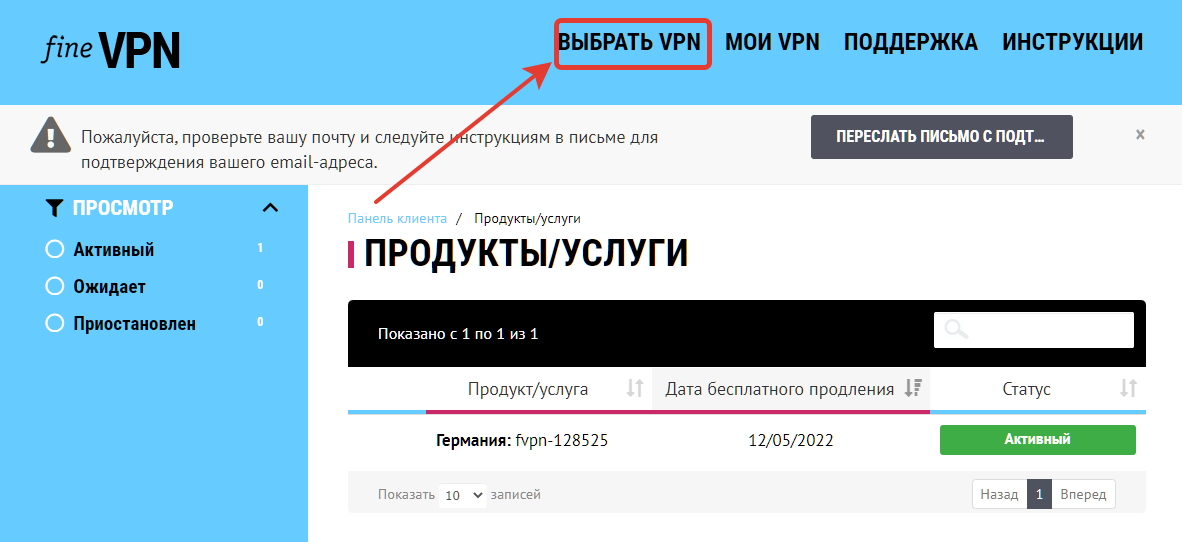 fine VPN
ВЫБРАТЬ VPN МОИ VPN ПОДДЕРЖКА ИНСТРУКЦИИ
Пожалуйста, проверьте вашу почту и следуйте инструкциям в письме для
подтверждения вашего email-адреса.
ПЕРЕСЛАТЬ ПИСЬМО С ПОДТ...
×
ПРОСМОТР
Активный 1
Ожидает 0
Приостановлен 0
Панель клиента / Продукты/услуги
ПРОДУКТЫ/УСЛУГИ
Показано с 1 по 1 из 1
Продукт/услуга Дата бесплатного продления Статус
Германия: fvpn-128525 12/05/2022 Активный
Показать 10 записей
Назад 1 Вперед